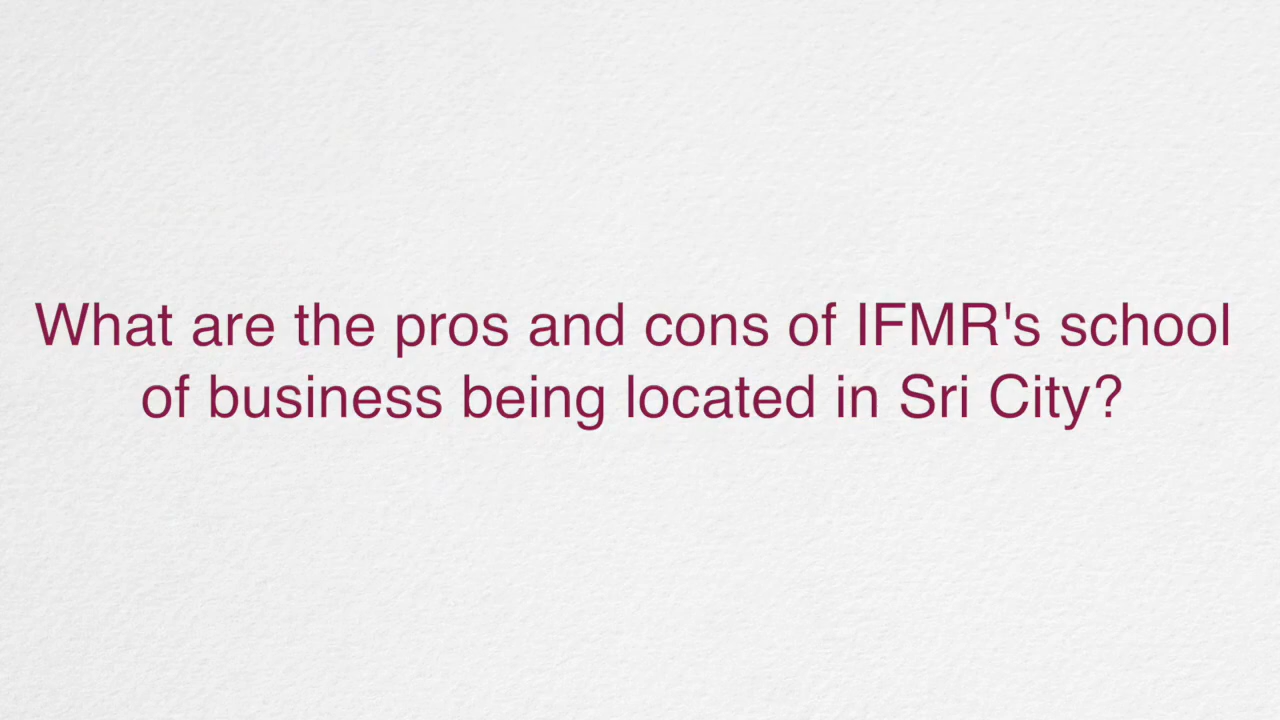 What are the pros and cons of IFMR's school
of business being located in Sri City?